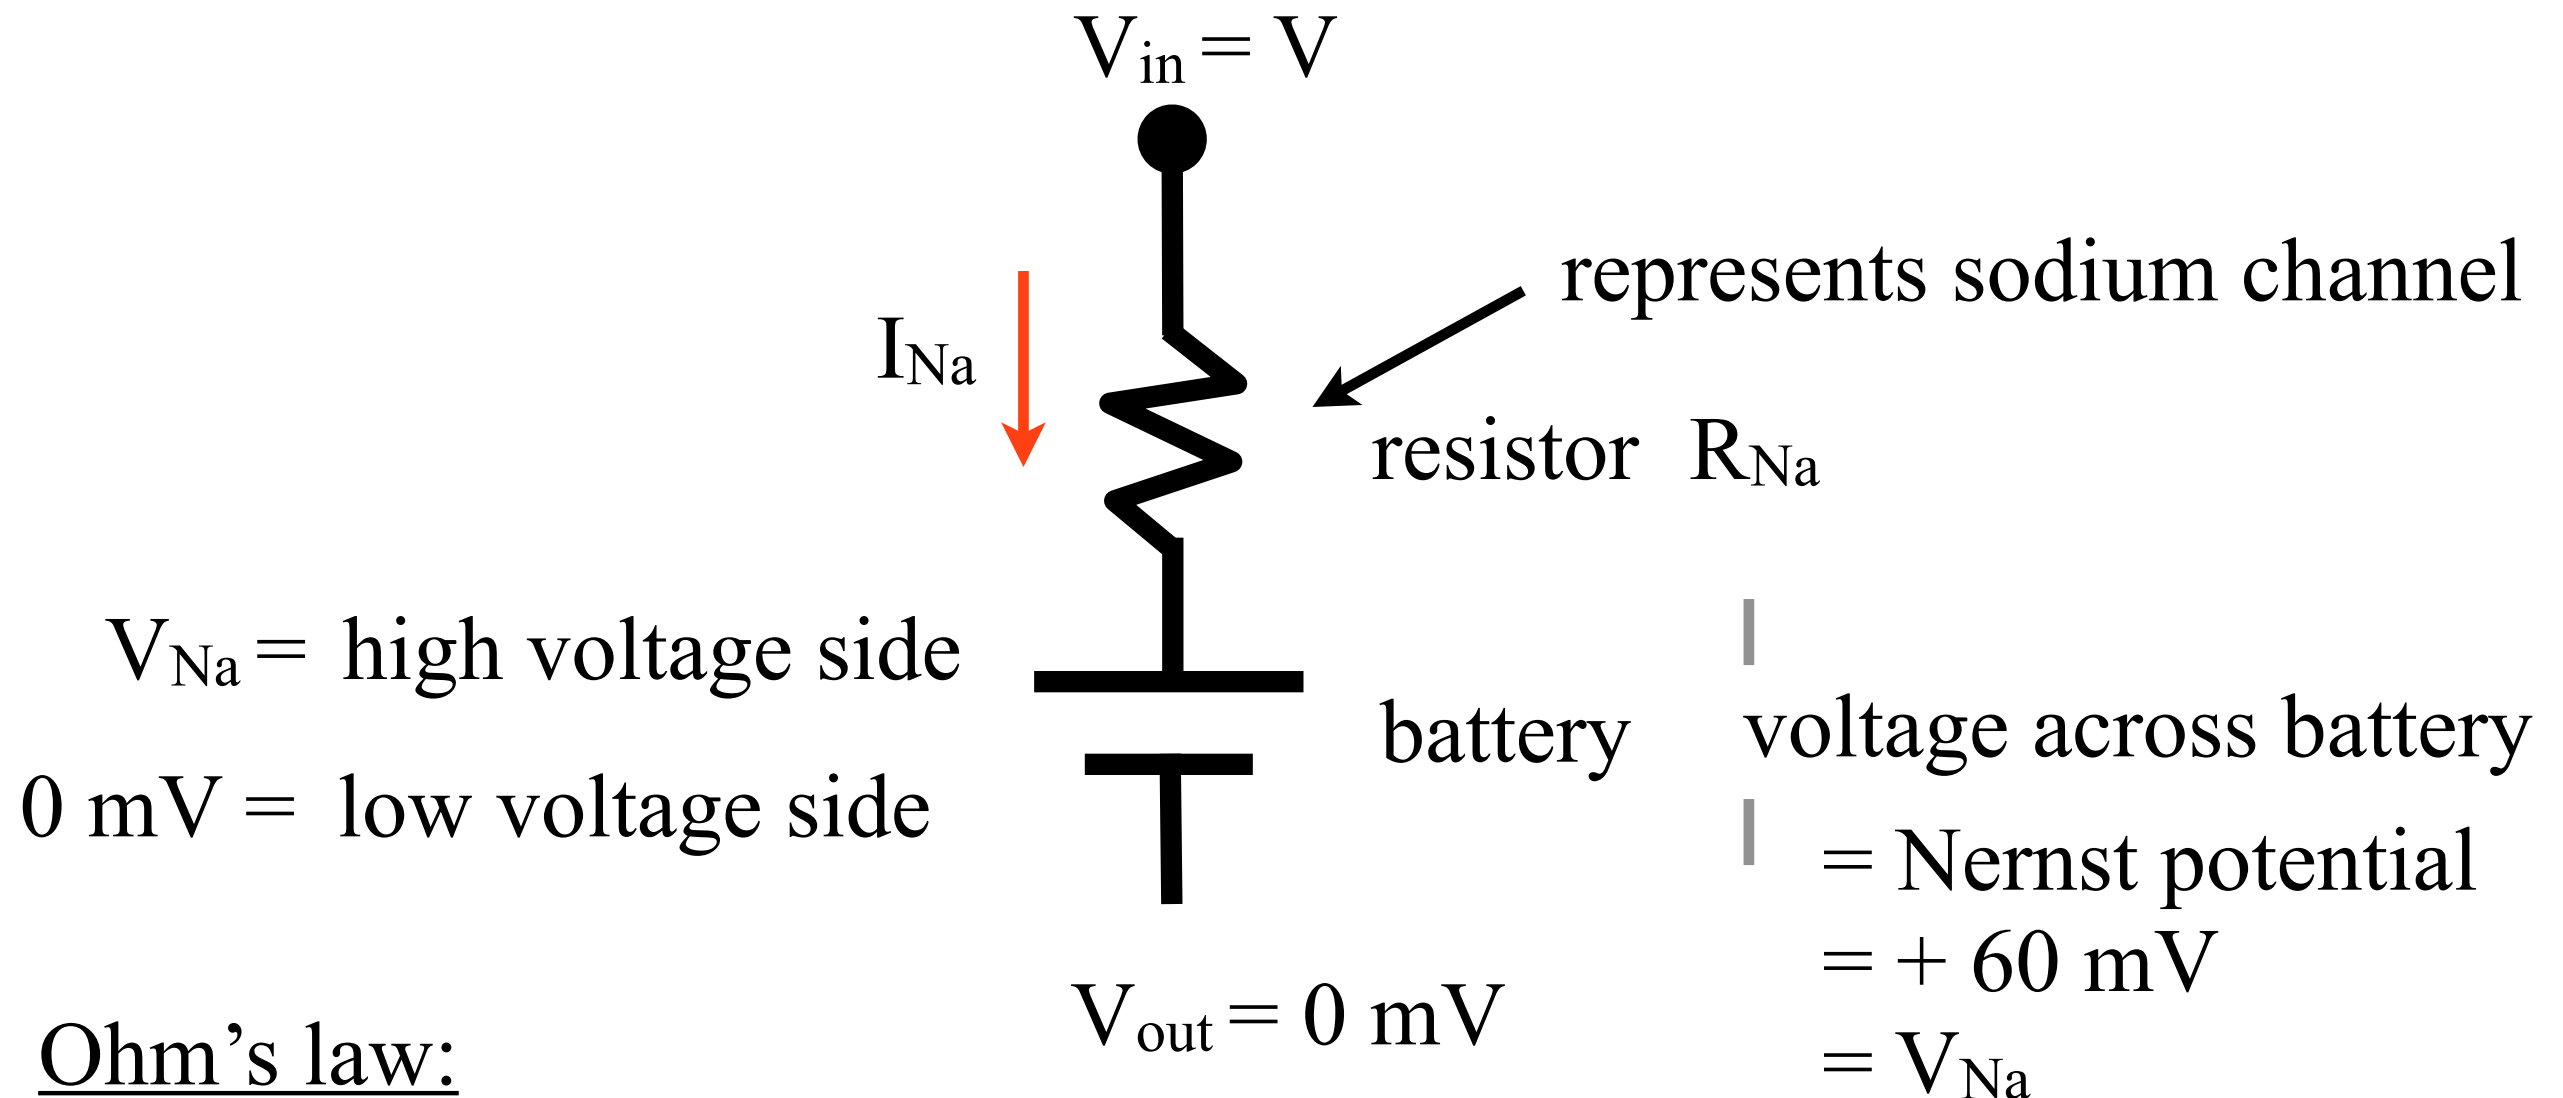 Vin = V
represents sodium channel
INa
resistor RNa
VNa = high voltage side
battery
voltage across battery
0 mV = low voltage side
= Nernst potential
= + 60 mV
Vout = 0 mV
= VNa
Ohm’s law: